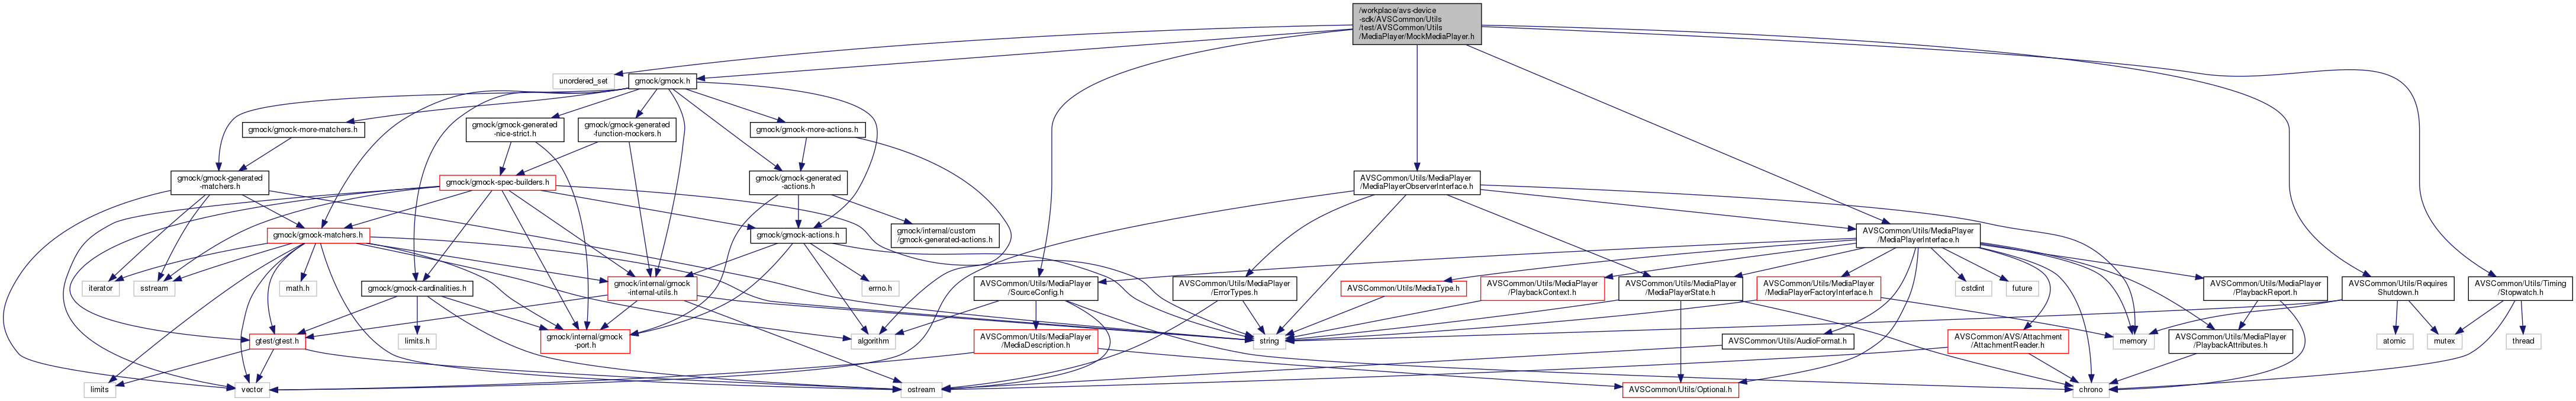 /workplace/avs-device
-sdk/AVSCommon/Utils
/test/AVSCommon/Utils
/MediaPlayer/MockMediaPlayer.h
unordered_set
gmock/gmock.h
gmock/gmock-more-matchers.h
gmock/gmock-generated
-nice-strict.h
gmock/gmock-generated
-function-mockers.h
gmock/gmock-more-actions.h
gmock/gmock-generated
-matchers.h
gmock/gmock-spec-builders.h
gmock/gmock-generated
-actions.h
AVSCommon/Utils/MediaPlayer
/MediaPlayerObserverInterface.h
gmock/gmock-matchers.h
gmock/gmock-actions.h
gmock/internal/custom
/gmock-generated-actions.h
AVSCommon/Utils/MediaPlayer
/MediaPlayerInterface.h
iterator
sstream
math.h
gmock/gmock-cardinalities.h
gmock/internal/gmock
-internal-utils.h
errno.h
AVSCommon/Utils/MediaPlayer
/SourceConfig.h
AVSCommon/Utils/MediaPlayer
/ErrorTypes.h
AVSCommon/Utils/MediaType.h
AVSCommon/Utils/MediaPlayer
/PlaybackContext.h
AVSCommon/Utils/MediaPlayer
/MediaPlayerState.h
AVSCommon/Utils/MediaPlayer
/MediaPlayerFactoryInterface.h
cstdint
future
AVSCommon/Utils/MediaPlayer
/PlaybackReport.h
AVSCommon/Utils/Requires
Shutdown.h
AVSCommon/Utils/Timing
/Stopwatch.h
gtest/gtest.h
limits.h
gmock/internal/gmock
-port.h
algorithm
AVSCommon/Utils/MediaPlayer
/MediaDescription.h
string
AVSCommon/Utils/AudioFormat.h
AVSCommon/AVS/Attachment
/AttachmentReader.h
memory
AVSCommon/Utils/MediaPlayer
/PlaybackAttributes.h
atomic
mutex
thread
limits
vector
ostream
AVSCommon/Utils/Optional.h
chrono